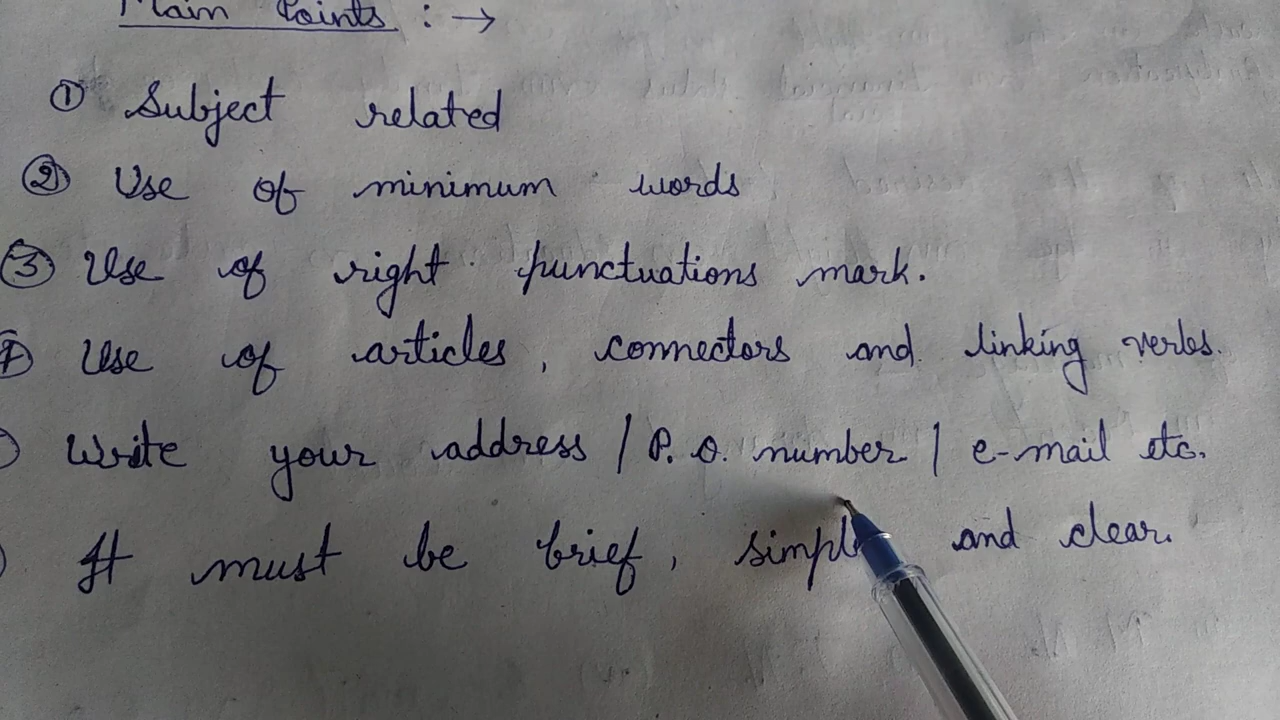 Main Points :→
① Subject related
② Use of minimum words
③ Use of right punctuations mark.
④ Use of articles, connectors and linking verbs.
Write your address / P.O. number / e-mail etc.
It must be brief, simple and clear.